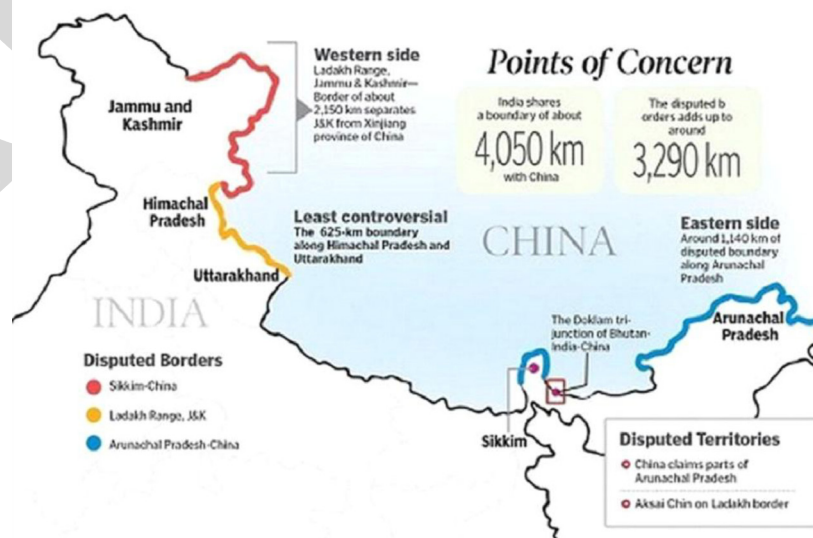 Points of Concern
Western side
Ladakh Range,
Jammu & Kashmir—
Border of about
2,150 km separates
J&K from Xinjiang
province of China
India shares
a boundary of about
4,050 km
with China
The disputed b
orders adds up to
around
3,290 km
Jammu and
Kashmir
Himachal
Pradesh
Least controversial
The 625-km boundary
along Himachal Pradesh and
Uttarakhand
Uttarakhand
CHINA
Eastern side
Around 1,140 km of
disputed boundary
along Arunachal
Pradesh
INDIA
The Doklam tri-
junction of Bhutan-
India-China
Arunachal
Pradesh
Disputed Borders
Sikkim-China
Ladakh Range, J&K
Arunachal Pradesh-China
Sikkim
Disputed Territories
China claims parts of
Arunachal Pradesh
Aksai Chin on Ladakh border